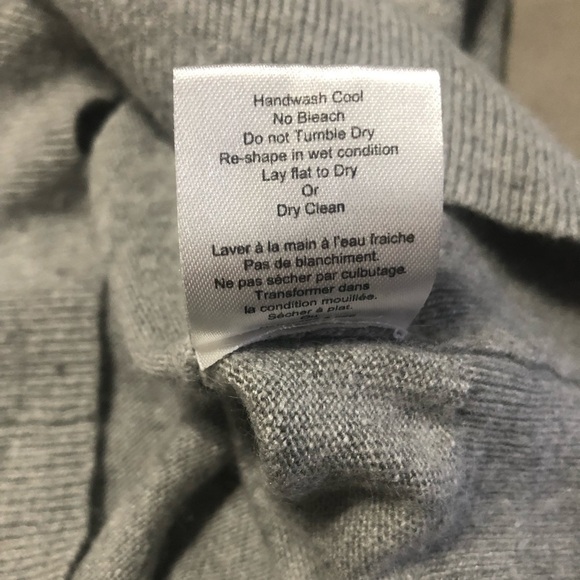 Handwash Cool
No Bleach
Do not Tumble Dry
Re-shape in wet condition
Lay flat to Dry
Or
Dry Clean
Laver à la main à l'eau fraiche
Pas de blanchiment.
Ne pas sécher par culbutage.
Transformer dans
la condition mouillée.
Sécher à plat.